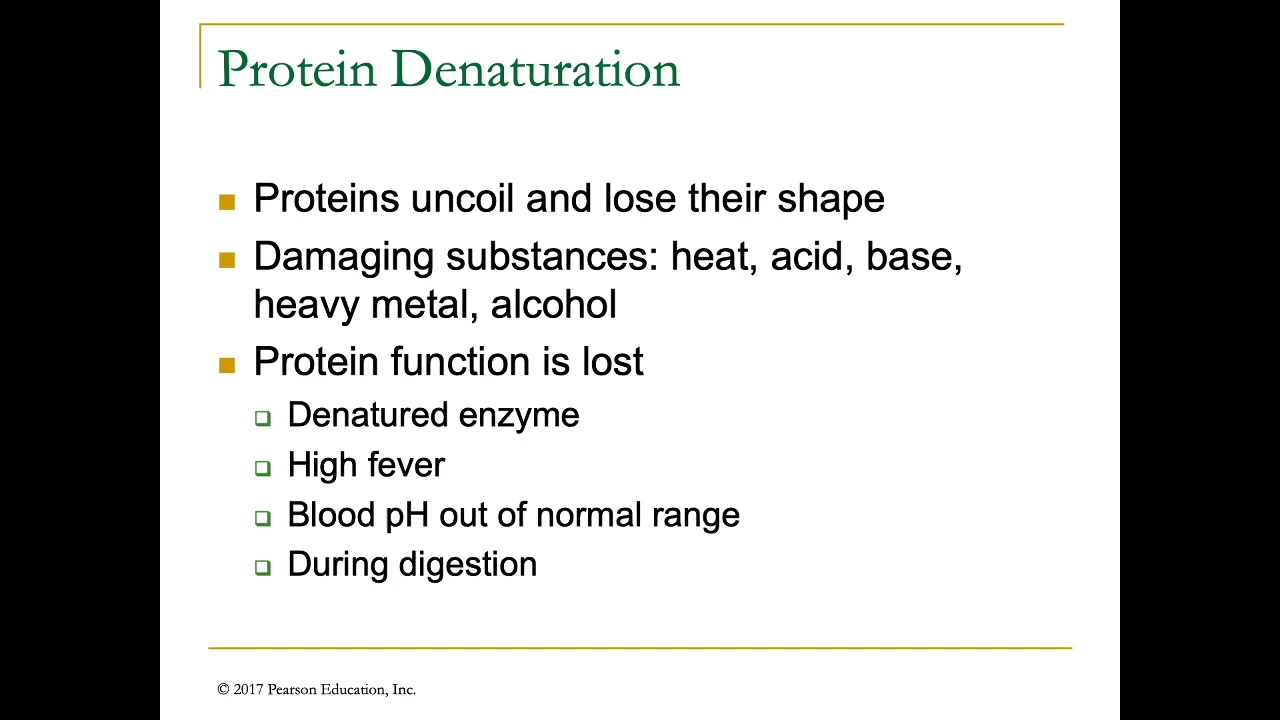 Protein Denaturation
Proteins uncoil and lose their shape
Damaging substances: heat, acid, base,
heavy metal, alcohol
Protein function is lost
Denatured enzyme
High fever
Blood pH out of normal range
During digestion
© 2017 Pearson Education, Inc.